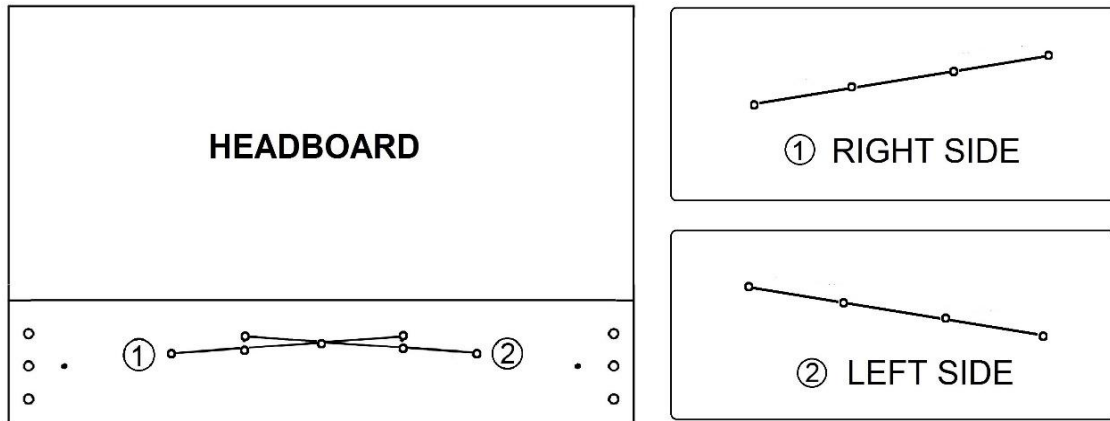 HEADBOARD
① ②
① RIGHT SIDE
② LEFT SIDE